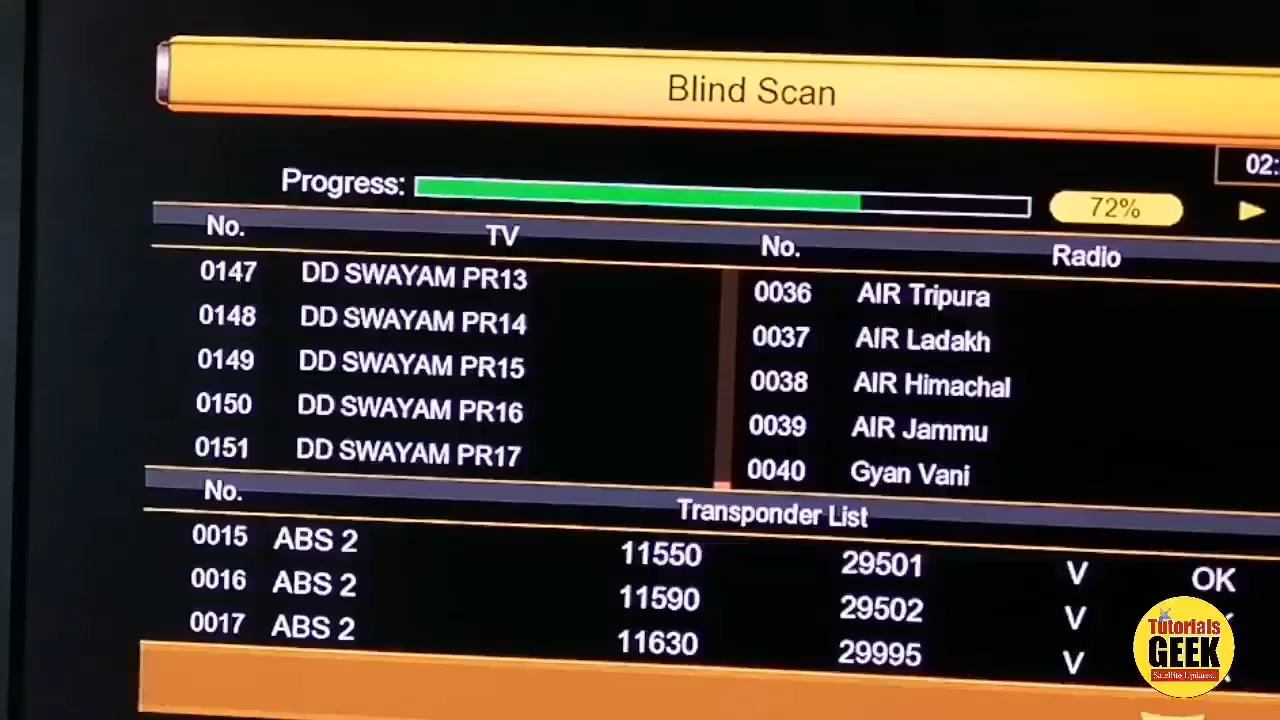 Blind Scan
02:
Progress: 72%
No. TV No. Radio
0147 DD SWAYAM PR13 0036 AIR Tripura
0148 DD SWAYAM PR14 0037 AIR Ladakh
0149 DD SWAYAM PR15 0038 AIR Himachal
0150 DD SWAYAM PR16 0039 AIR Jammu
0151 DD SWAYAM PR17 0040 Gyan Vani
No. Transponder List
0015 ABS 2 11550 29501 V OK
0016 ABS 2 11590 29502 V
0017 ABS 2 11630 29995 V
Tutorials
GEEK
Satellite Updates..